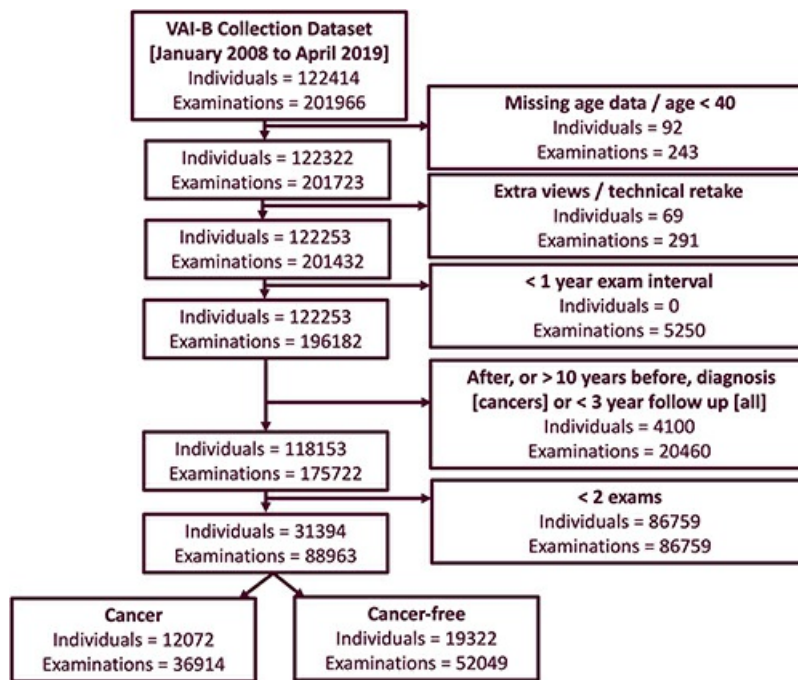 VAI-B Collection Dataset
[January 2008 to April 2019]
Individuals = 122414
Examinations = 201966
Missing age data / age < 40
Individuals = 92
Examinations = 243
Individuals = 122322
Examinations = 201723
Extra views / technical retake
Individuals = 69
Examinations = 291
Individuals = 122253
Examinations = 201432
< 1 year exam interval
Individuals = 0
Examinations = 5250
Individuals = 122253
Examinations = 196182
After, or > 10 years before, diagnosis
[cancers] or < 3 year follow up [all]
Individuals = 4100
Examinations = 20460
Individuals = 118153
Examinations = 175722
< 2 exams
Individuals = 86759
Examinations = 86759
Individuals = 31394
Examinations = 88963
Cancer
Individuals = 12072
Examinations = 36914
Cancer-free
Individuals = 19322
Examinations = 52049